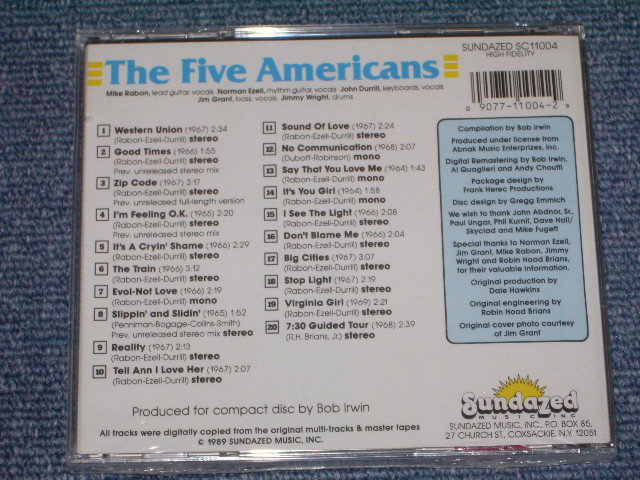 SUNDAZED SC 11004
HIGH FIDELITY
The Five Americans
Mike Rabon, lead guitar, vocals Norman Ezell, rhythm guitar, vocals John Durrill, keyboards, vocals
Jim Grant, bass, vocals Jimmy Wright, drums
0 9077-11004-2 9
1 Western Union (1967) 2:34
(Rabon-Ezell-Durrill) stereo
2 Good Times (1966) 1:55
(Rabon-Ezell-Durrill) stereo
Prev. unreleased stereo mix
3 Zip Code (1967) 3:17
(Rabon-Ezell-Durrill) stereo
Prev. unreleased full-length version
4 I'm Feeling O.K. (1965) 2:20
(Rabon-Ezell-Durrill) stereo
Prev. unreleased stereo mix
5 It's A Cryin' Shame (1966) 2:29
(Rabon-Ezell-Durrill) stereo
6 The Train (1966) 3:12
(Rabon-Ezell-Durrill) stereo
7 Evol-Not Love (1966) 2:19
(Rabon-Ezell-Durrill) mono
8 Slippin' and Slidin' (1965) 1:52
(Penniman-Bogage-Collins-Smith)
Prev. unreleased stereo mix stereo
9 Reality (1969) 2:13
(Rabon-Ezell-Durrill) stereo
10 Tell Ann I Love Her (1967) 2:07
(Rabon-Ezell-Durrill) stereo
11 Sound Of Love (1967) 2:24
(Rabon-Ezell-Durrill) stereo
12 No Communication (1968) 2:07
(Duboff-Robinson) mono
13 Say That You Love Me (1964) 1:43
(Rabon-Ezell-Durrill) mono
14 It's You Girl (1964) 1:58
(Rabon-Ezell-Durrill) mono
15 I See The Light (1966) 2:08
(Rabon-Ezell-Durrill) stereo
16 Don't Blame Me (1966) 2:04
(Rabon-Ezell-Durrill) stereo
17 Big Cities (1967) 3:07
(Rabon-Ezell-Durrill) stereo
18 Stop Light (1967) 2:19
(Rabon-Ezell-Durrill) stereo
19 Virginia Girl (1969) 2:21
(Rabon-Ezell-Durrill) stereo
20 7:30 Guided Tour (1968) 2:39
(R.H. Brians, Jr.) stereo
Compilation by Bob Irwin
Produced under license from
Abnak Music Enterprizes, Inc.
Digital Remastering by Bob Irwin,
Al Quaglieri and Andy Chouffi
Package design by
Frank Herec Productions
Disc design by Gregg Emmich
We wish to thank John Abdnor, Sr.,
Paul Ungar, Phil Kurnit, Dave Hall/
Skyclad and Mike Fugett
Special thanks to Norman Ezell,
Jim Grant, Mike Rabon, Jimmy
Wright and Robin Hood Brians,
for their valuable information.
Original production by
Dale Hawkins
Original engineering by
Robin Hood Brians
Original cover photo courtesy
of Jim Grant
Produced for compact disc by Bob Irwin
All tracks were digitally copied from the original multi-tracks & master tapes
© 1989 SUNDAZED MUSIC, INC.
Sundazed
MUSIC INC.
SUNDAZED MUSIC, INC., P.O. BOX 85,
27 CHURCH ST., COXSACKIE, N.Y. 12051